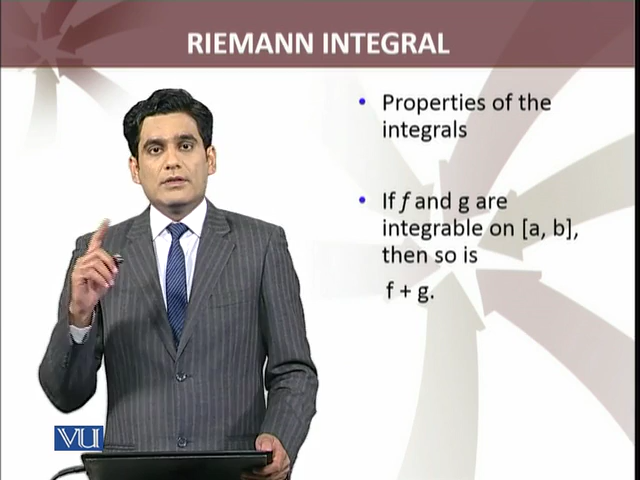 RIEMANN INTEGRAL
• Properties of the
integrals
• If f and g are
integrable on [a, b],
then so is
f + g.
VU